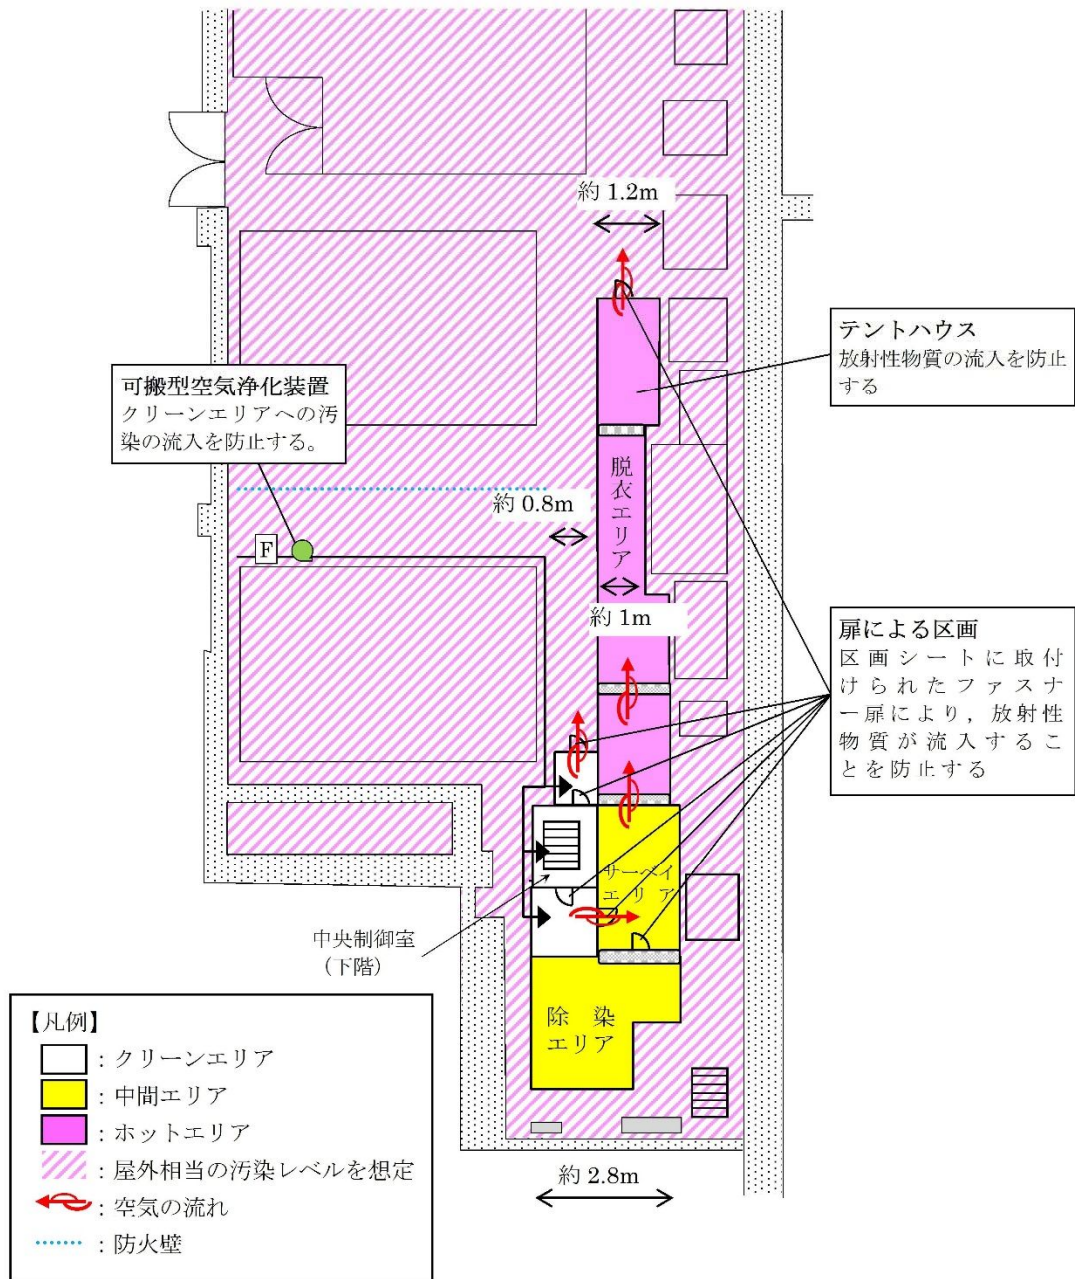 約 1.2m
テントハウス
放射性物質の流入を防止
する
可搬型空気浄化装置
クリーンエリアへの汚
染の流入を防止する。
脱衣エリア
約 0.8m
F
約 1m
扉による区画
区画シートに取付
けられたファスナ
ー扉により，放射性
物質が流入するこ
とを防止する
サーベイ
エリア
中央制御室
（下階）
除染
エリア
【凡例】
：クリーンエリア
：中間エリア
：ホットエリア
：屋外相当の汚染レベルを想定
：空気の流れ
：防火壁
約 2.8m